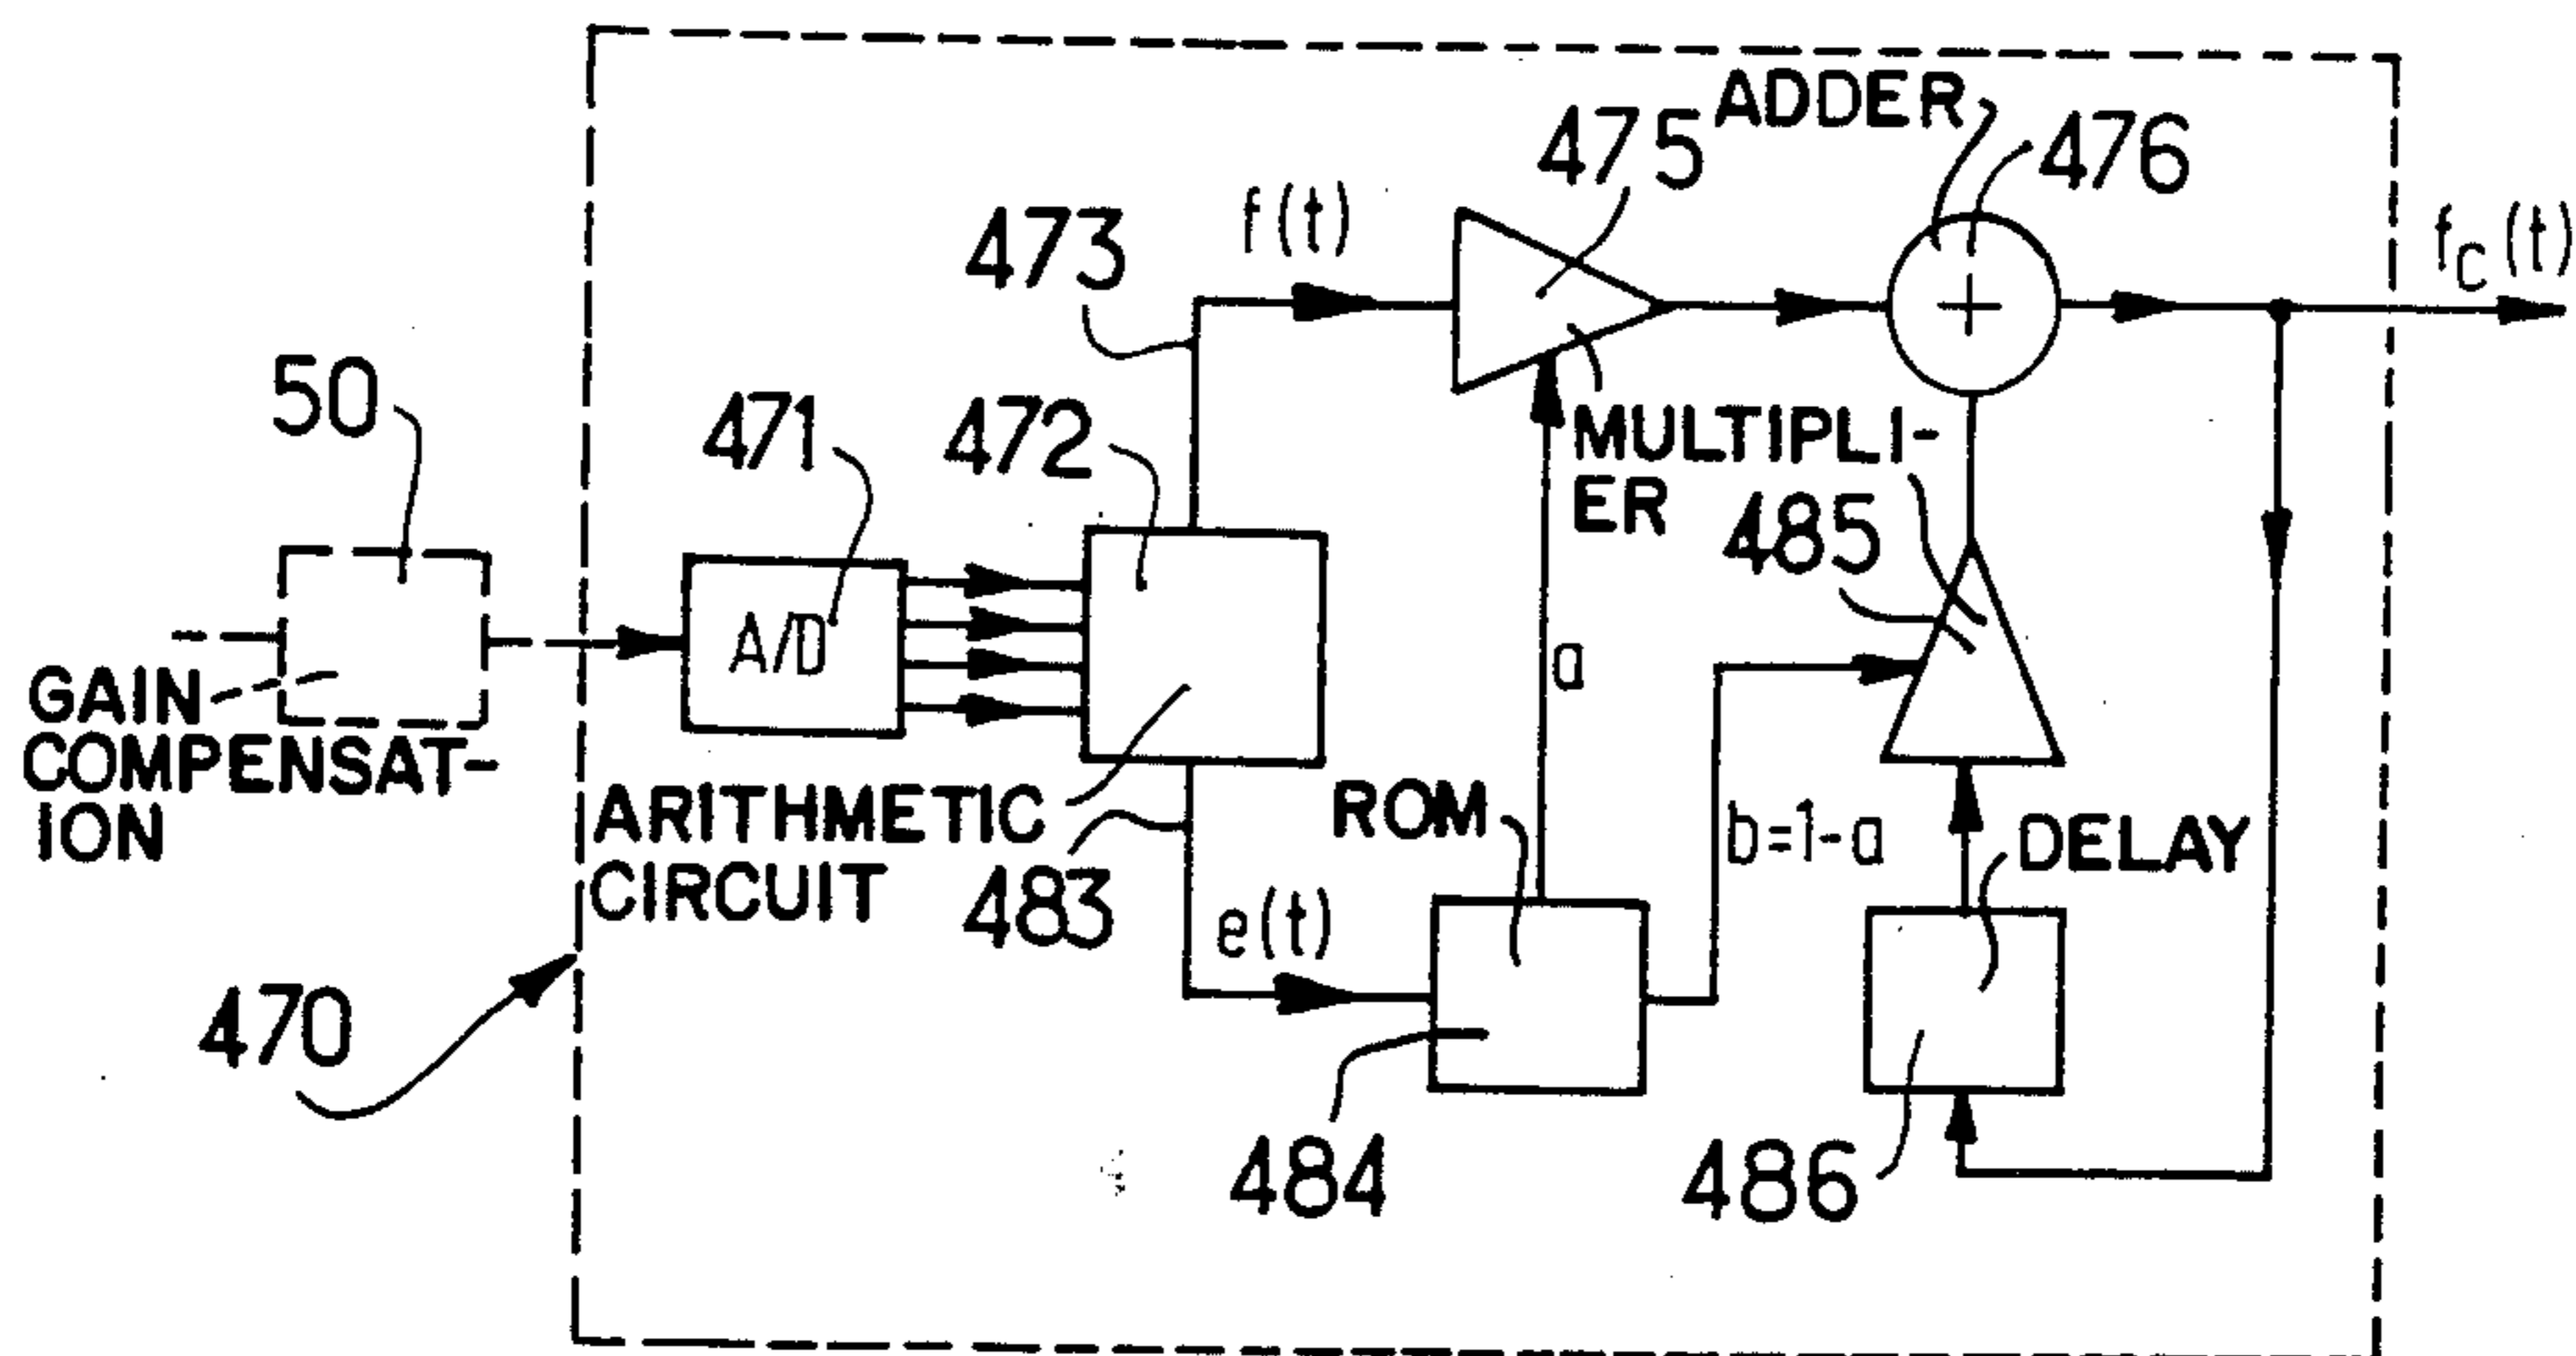 ADDER
475
476
473
f(t)
fC(t)
50
471
472
MULTIPLI-
ER
485
A/D
a
GAIN
COMPENSAT-
ION
ARITHMETIC
CIRCUIT
483
ROM
b=1-a
DELAY
e(t)
470
484
486
+